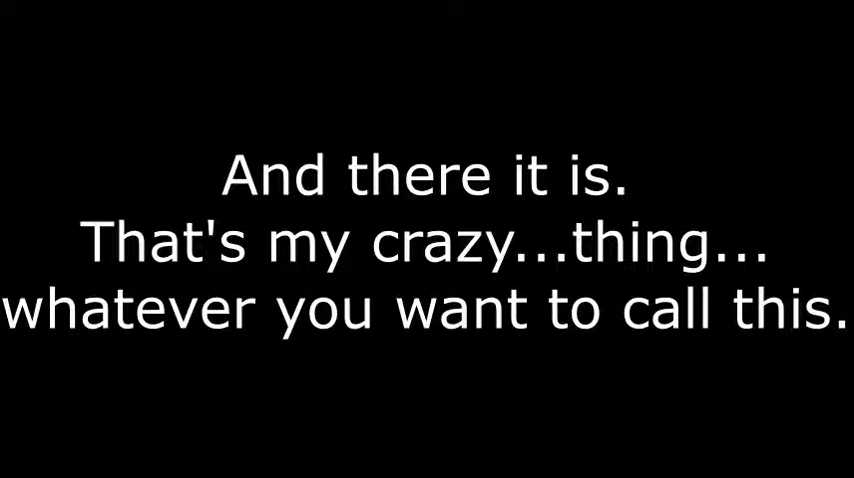 And there it is.
That's my crazy...thing...
whatever you want to call this.